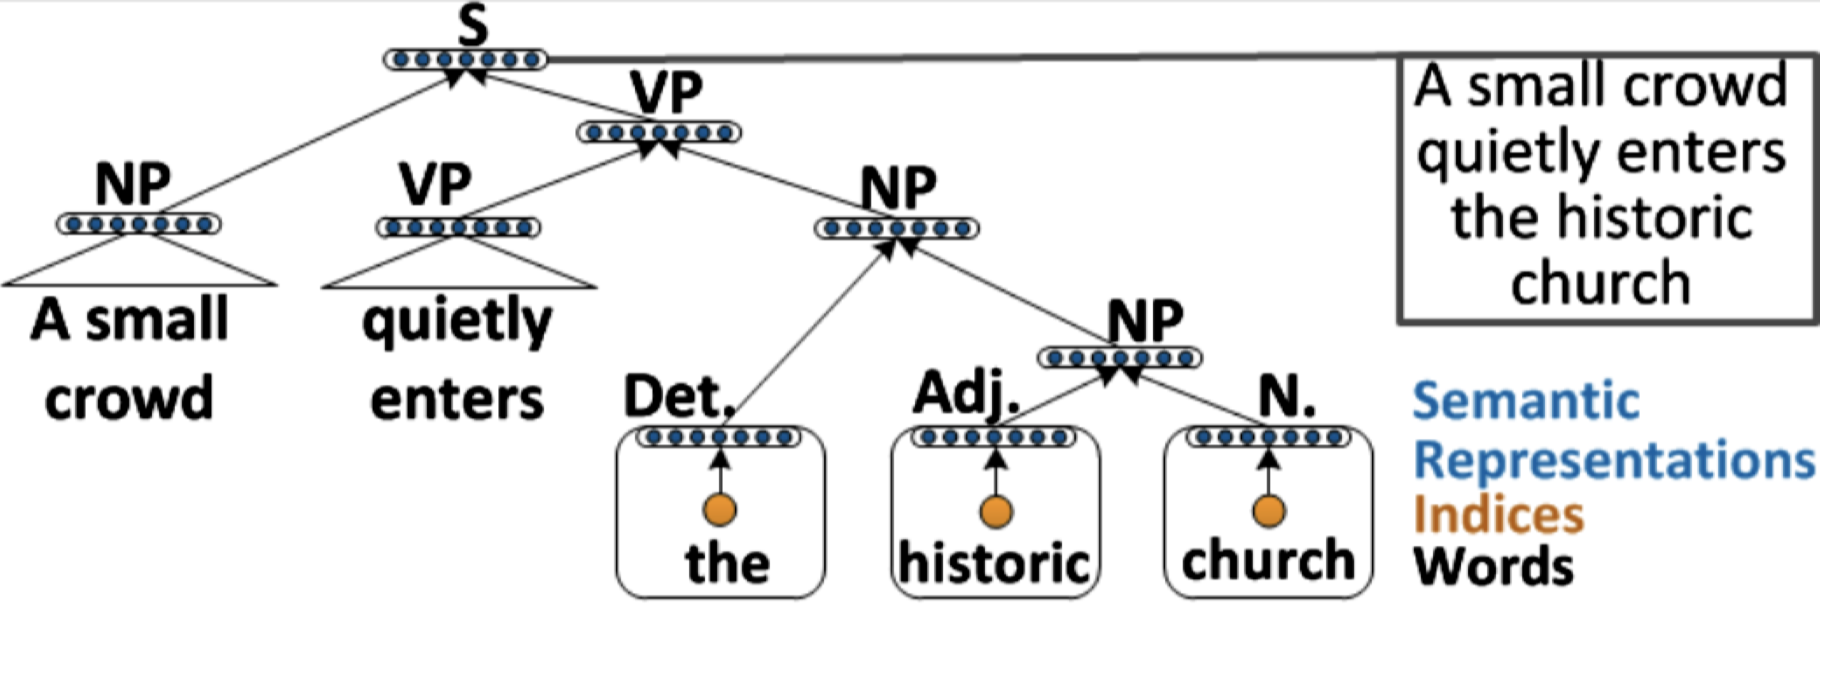 S
VP
NP
VP
NP
A small
crowd
quietly
enters
NP
Det.
Adj.
N.
the
historic
church
A small crowd
quietly enters
the historic
church
Semantic
Representations
Indices
Words